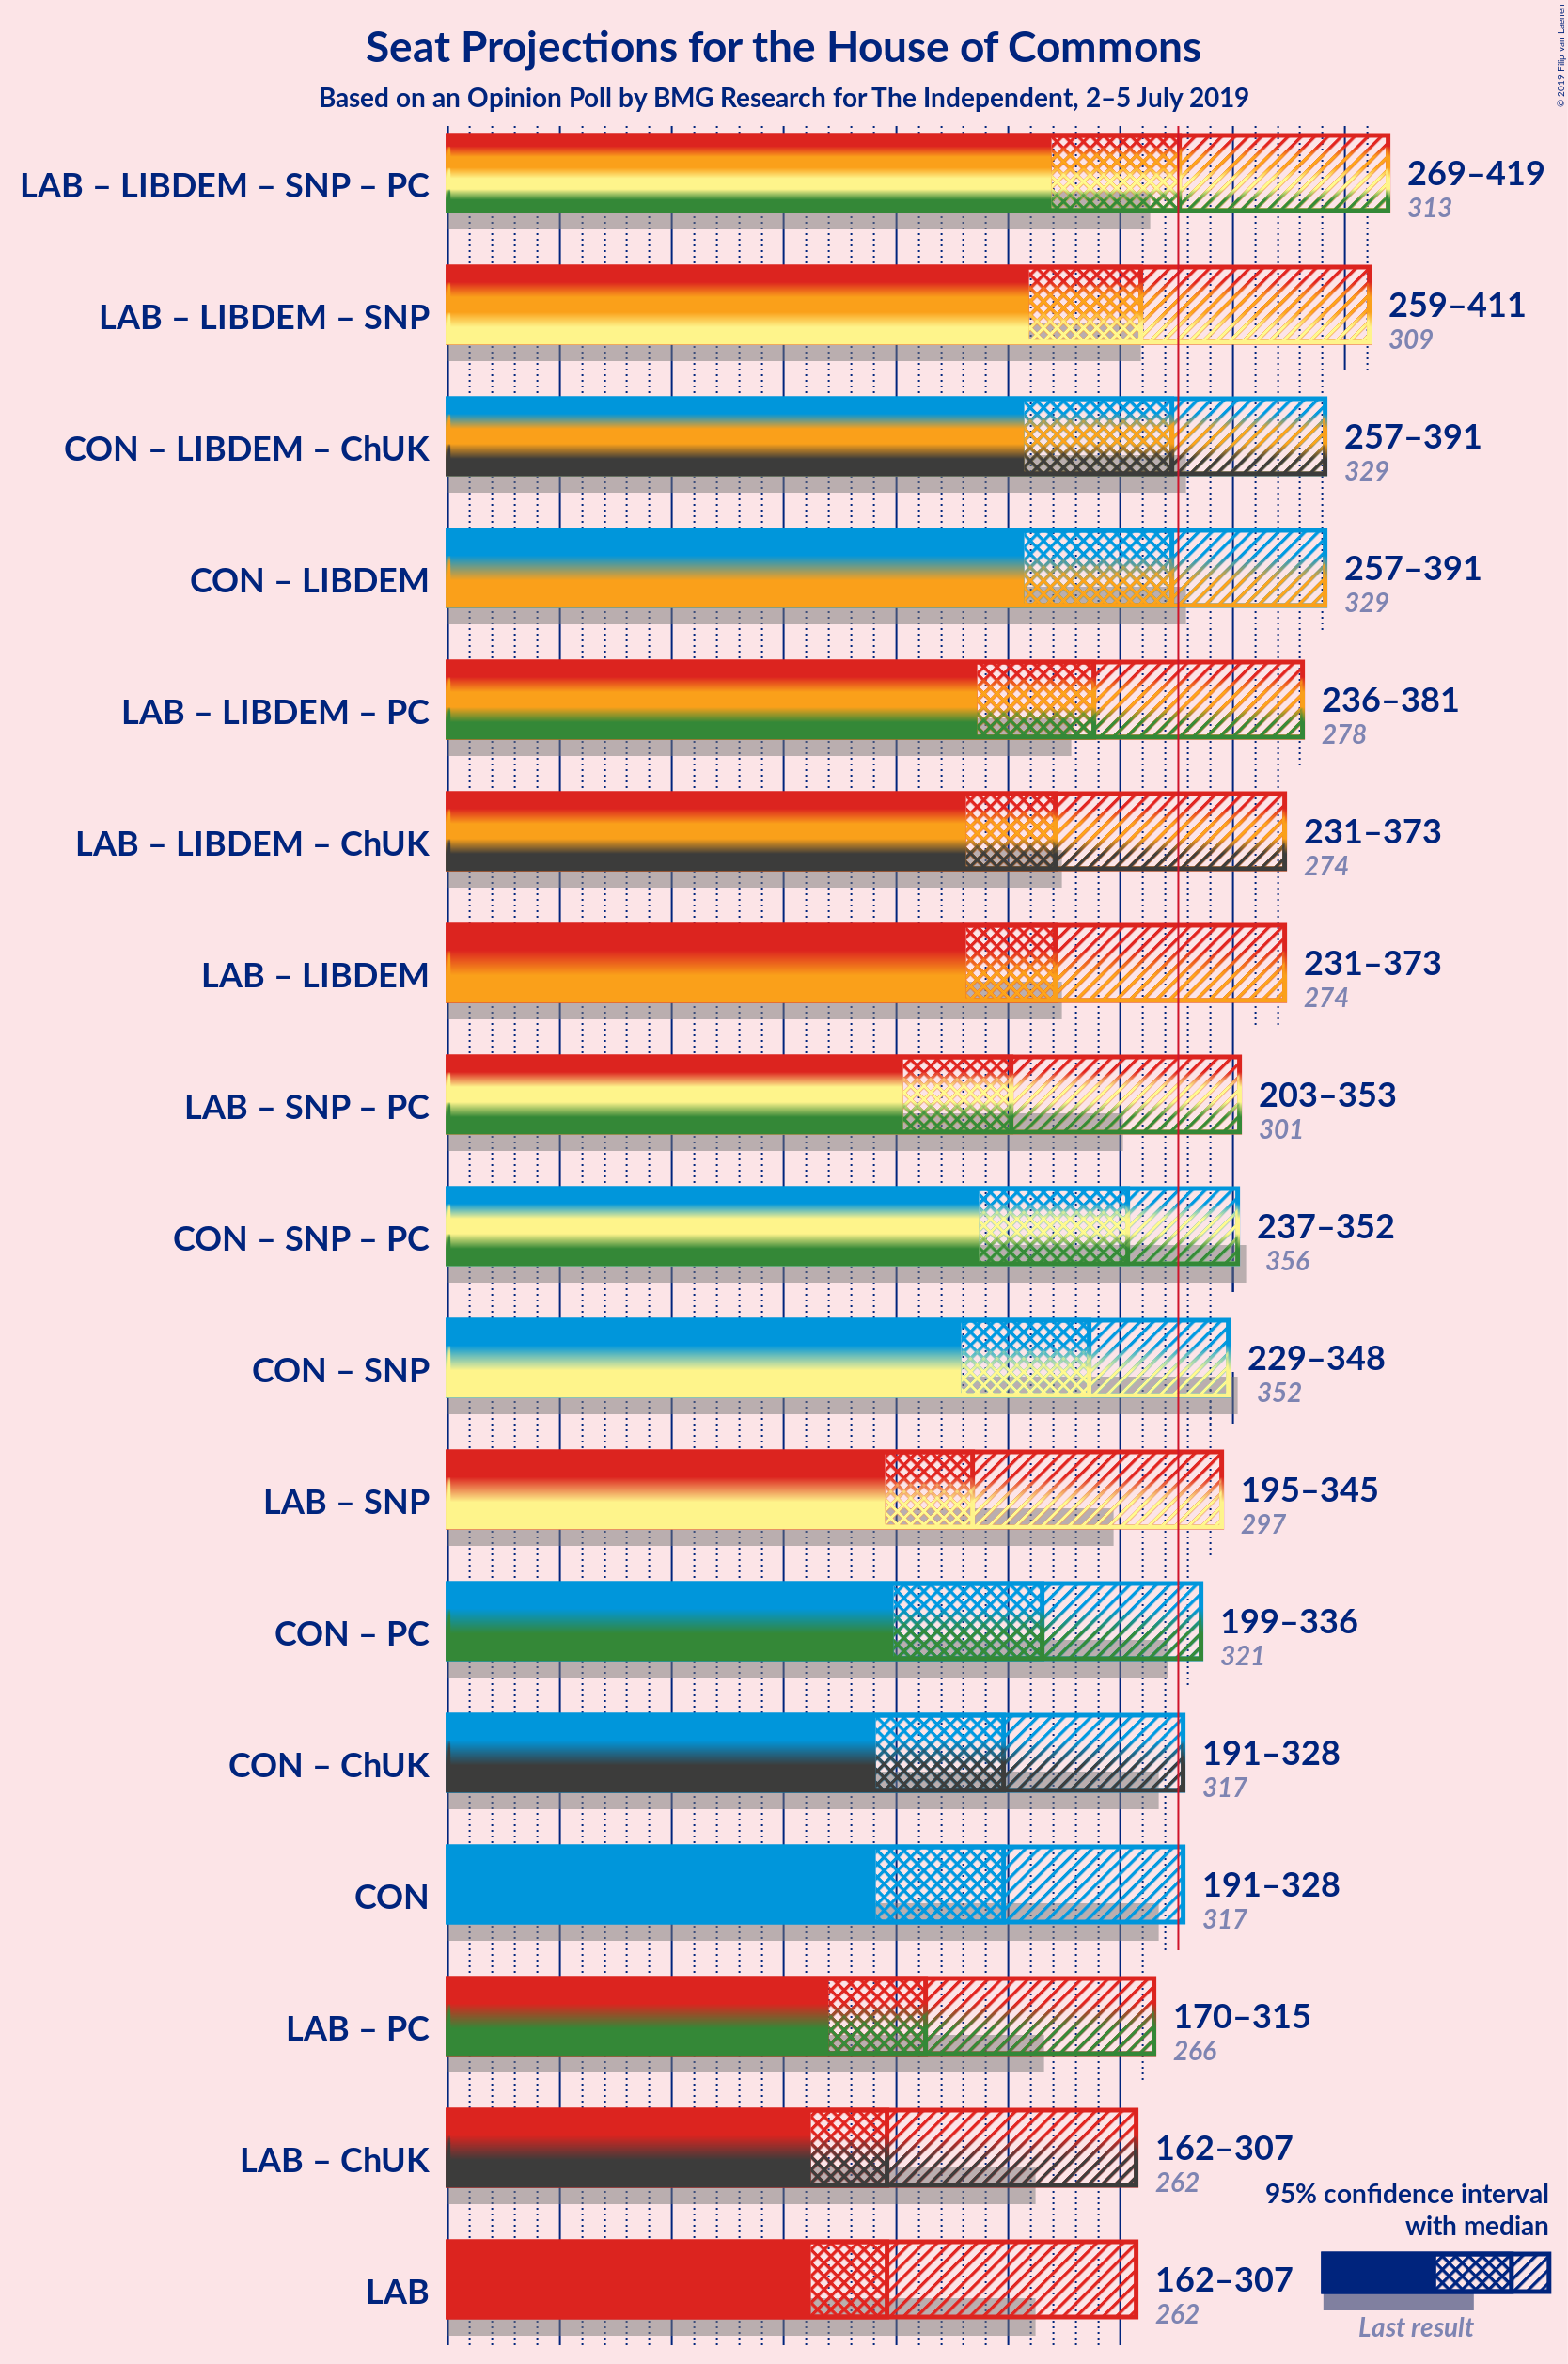 Seat Projections for the House of Commons
Based on an Opinion Poll by BMG Research for The Independent, 2–5 July 2019
© 2019 Filip van Laenen
LAB – LIBDEM – SNP – PC
269–419
313
LAB – LIBDEM – SNP
259–411
309
CON – LIBDEM – ChUK
257–391
329
CON – LIBDEM
257–391
329
LAB – LIBDEM – PC
236–381
278
LAB – LIBDEM – ChUK
231–373
274
LAB – LIBDEM
231–373
274
LAB – SNP – PC
203–353
301
CON – SNP – PC
237–352
356
CON – SNP
229–348
352
LAB – SNP
195–345
297
CON – PC
199–336
321
CON – ChUK
191–328
317
CON
191–328
317
LAB – PC
170–315
266
LAB – ChUK
162–307
262
LAB
162–307
262
95% confidence interval
with median
Last result